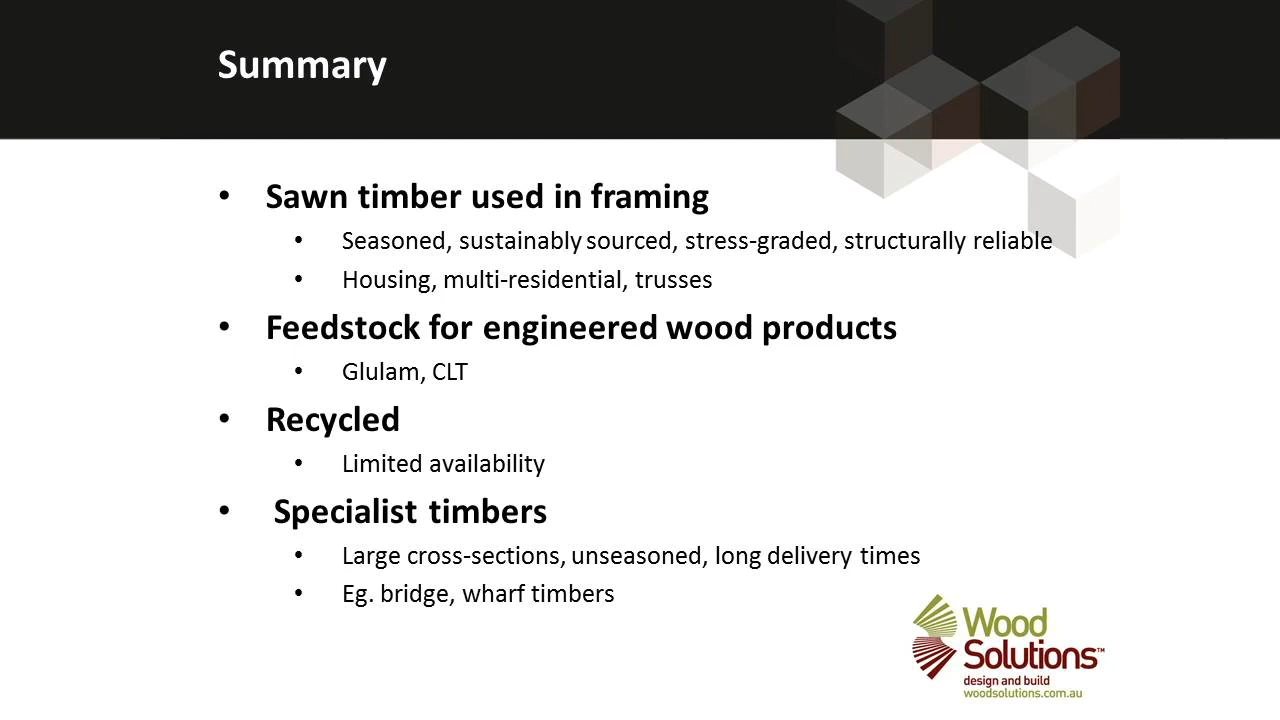 Summary
• Sawn timber used in framing
• Seasoned, sustainably sourced, stress-graded, structurally reliable
• Housing, multi-residential, trusses
• Feedstock for engineered wood products
• Glulam, CLT
• Recycled
• Limited availability
• Specialist timbers
• Large cross-sections, unseasoned, long delivery times
• Eg. bridge, wharf timbers
Wood
Solutions™
design and build
woodsolutions.com.au